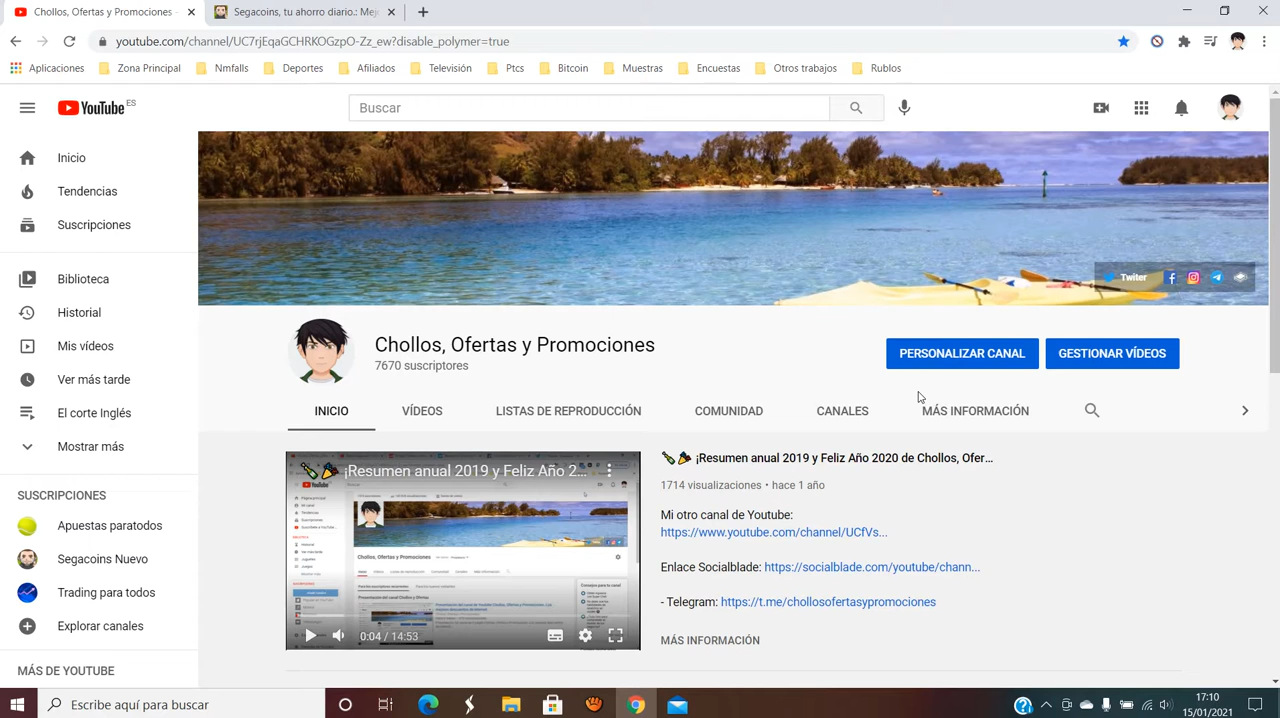 Chollos, Ofertas y Promociones -
Segacoins, tu ahorro diario.: Mej
youtube.com/channel/UC7rjEqaGCHRKOGzpO-Zz_ew?disable_polymer=true
Aplicaciones
Zona Principal
Nmfalls
Deportes
Afiliados
Televisión
Ptcs
Bitcoin
Muestras
Encuestas
Otros trabajos
Rublos
YouTube ES
Buscar
Inicio
Tendencias
Suscripciones
Biblioteca
Historial
Mis vídeos
Ver más tarde
El corte Inglés
Mostrar más
SUSCRIPCIONES
Apuestas paratodos
Segacoins Nuevo
Trading para todos
Explorar canales
MÁS DE YOUTUBE
Twiter
Chollos, Ofertas y Promociones
7670 suscriptores
PERSONALIZAR CANAL
GESTIONAR VÍDEOS
INICIO
VÍDEOS
LISTAS DE REPRODUCCIÓN
COMUNIDAD
CANALES
MÁS INFORMACIÓN
¡Resumen anual 2019 y Feliz Año 2...
Chollos, Ofertas y Promociones
0:04 / 14:53
¡Resumen anual 2019 y Feliz Año 2020 de Chollos, Ofer...
1714 visualizaciones • hace 1 año
Mi otro canal de Youtube:
https://www.youtube.com/channel/UCfVs...
Enlace Socialblade: https://socialblade.com/youtube/chann...
- Telegram: https://t.me/chollosofertasypromociones
MÁS INFORMACIÓN
Escribe aquí para buscar
17:10
15/01/2021